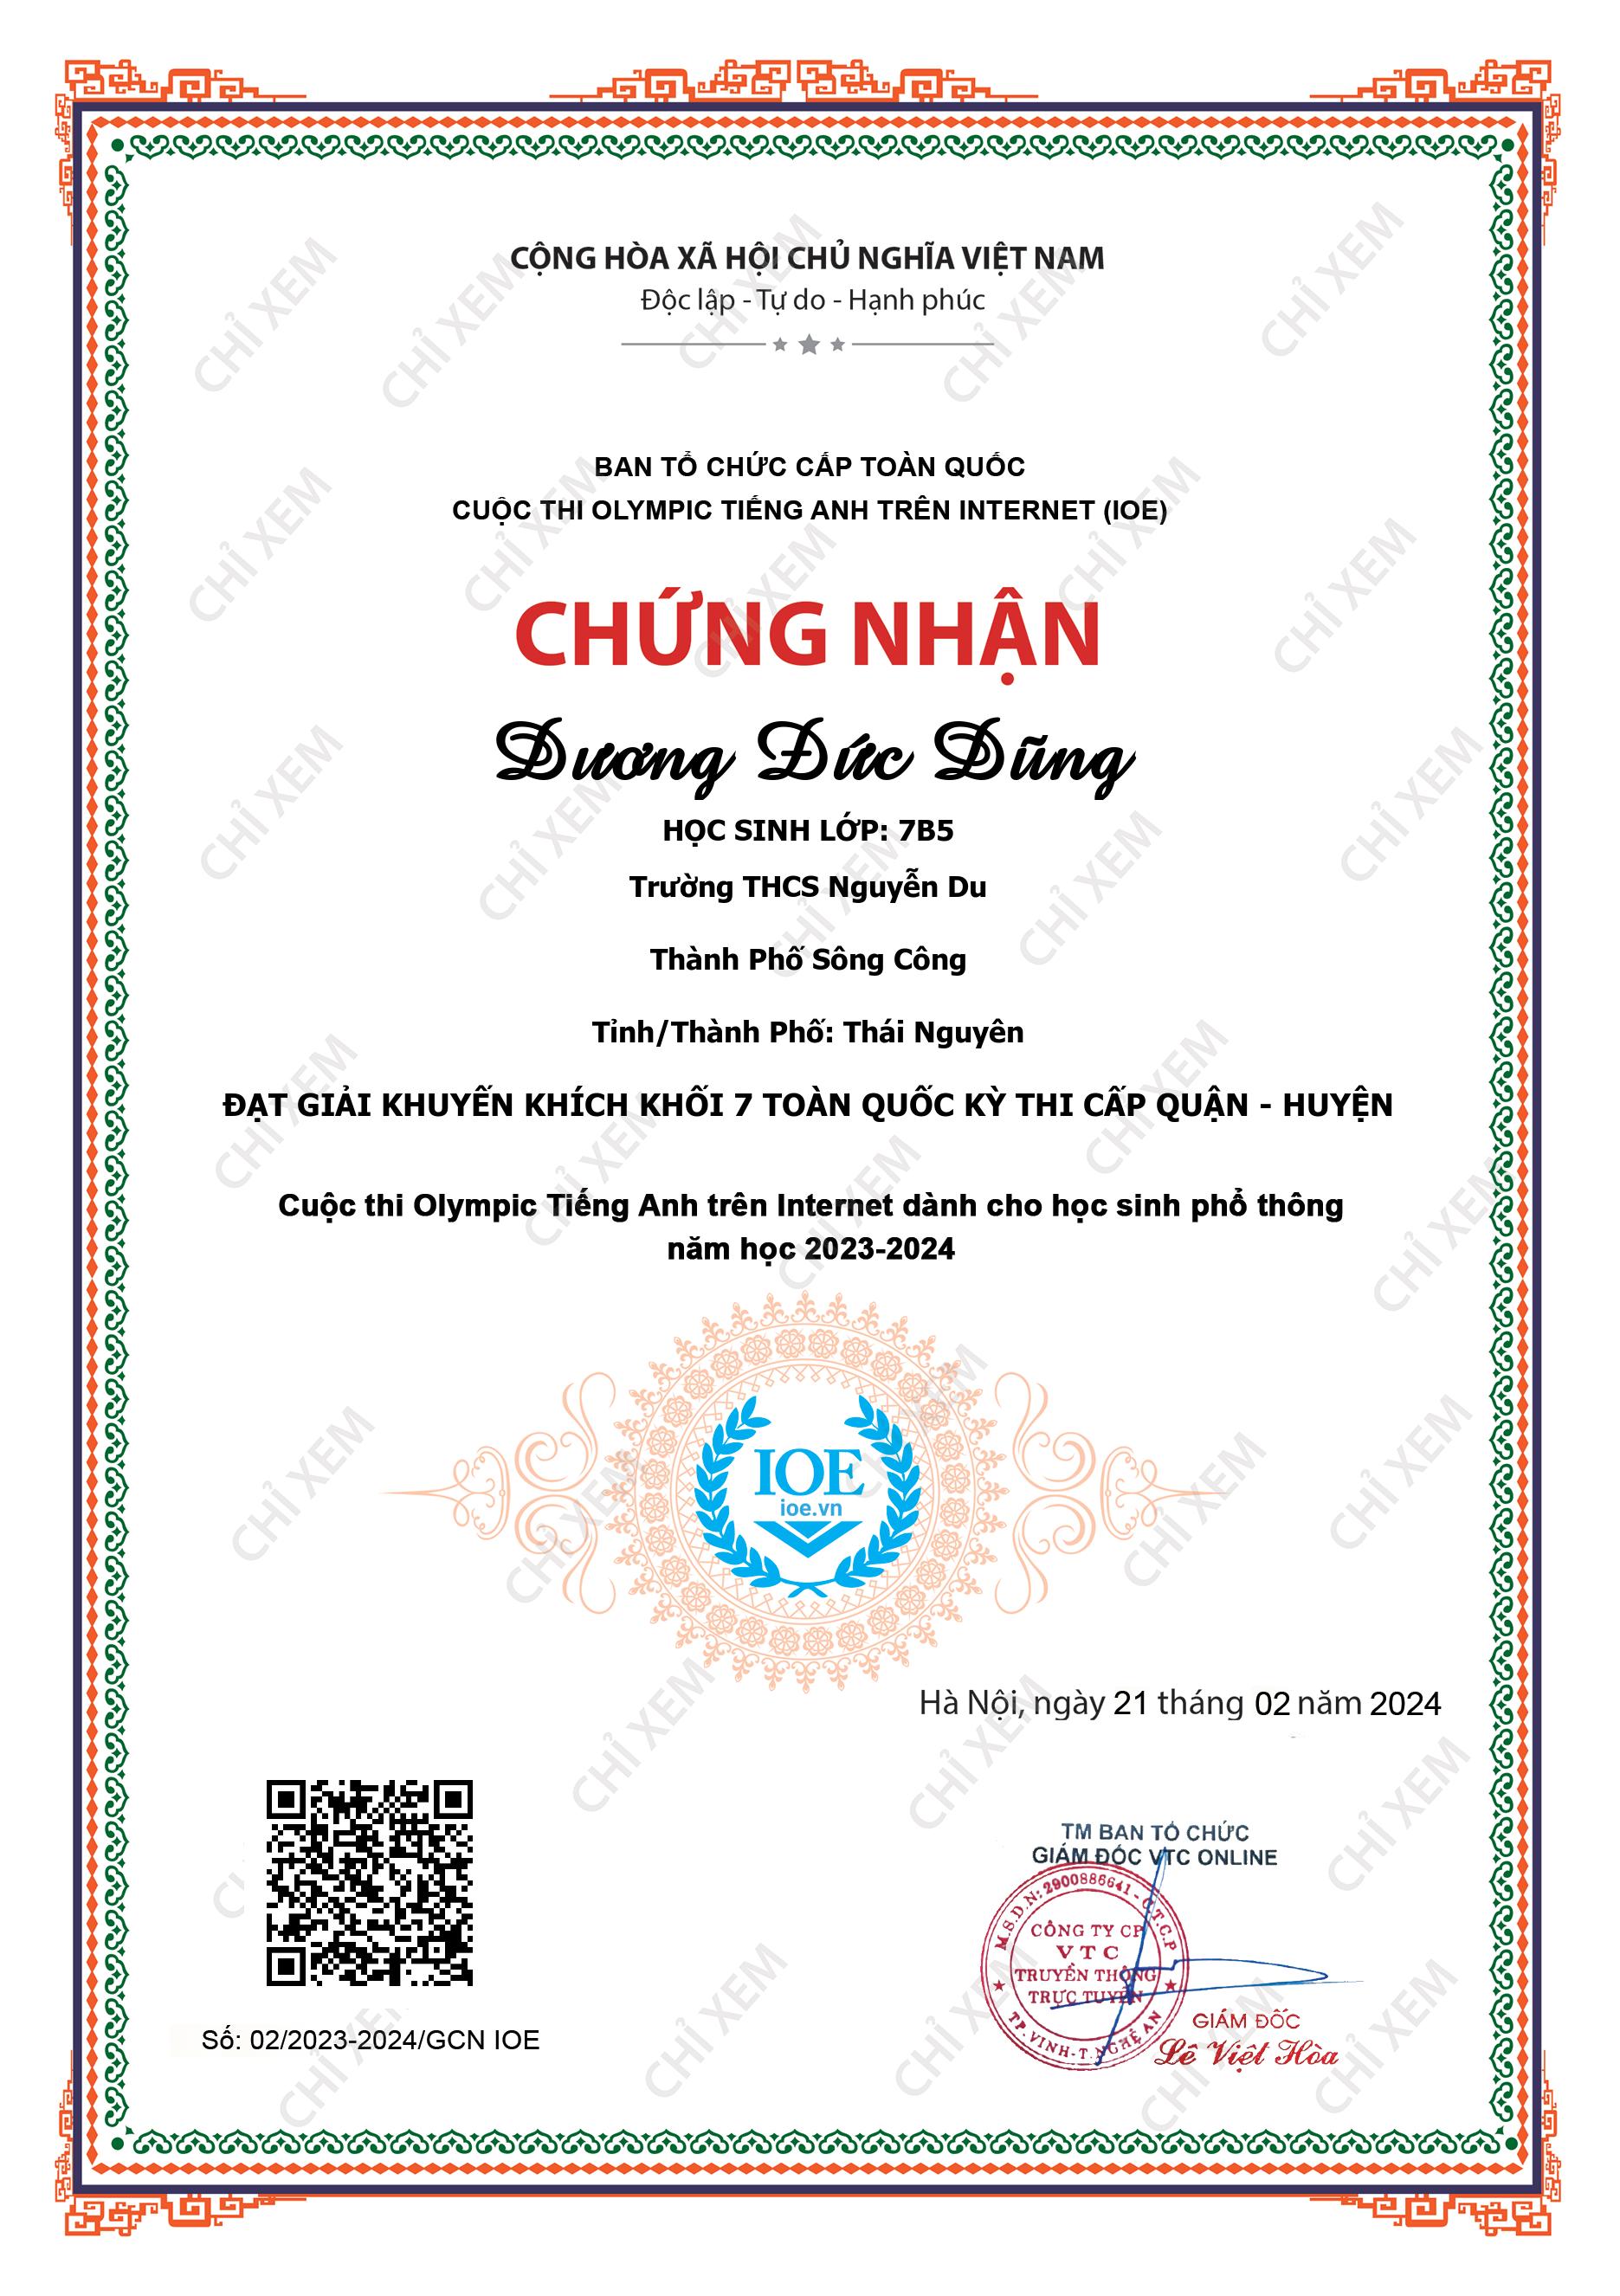 CỘNG HÒA XÃ HỘI CHỦ NGHĨA VIỆT NAM
Độc lập - Tự do - Hạnh phúc
BAN TỔ CHỨC CẤP TOÀN QUỐC
CUỘC THI OLYMPIC TIẾNG ANH TRÊN INTERNET (IOE)
CHỨNG NHẬN
Dương Đức Dũng
HỌC SINH LỚP: 7B5
Trường THCS Nguyễn Du
Thành Phố Sông Công
Tỉnh/Thành Phố: Thái Nguyên
ĐẠT GIẢI KHUYẾN KHÍCH KHỐI 7 TOÀN QUỐC KỲ THI CẤP QUẬN - HUYỆN
Cuộc thi Olympic Tiếng Anh trên Internet dành cho học sinh phổ thông
năm học 2023-2024
IOE
ioe.vn
Hà Nội, ngày 21 tháng 02 năm 2024
TM BAN TỔ CHỨC
GIÁM ĐỐC VTC ONLINE
M.S.D.N: 2900886641 - C.T.C.P
CÔNG TY CP
VTC
TRUYỀN THÔNG
TRỰC TUYẾN
TP. VINH-T. NGHỆ AN
GIÁM ĐỐC
Lê Việt Hòa
Số: 02/2023-2024/GCN IOE
CHỈ XEM